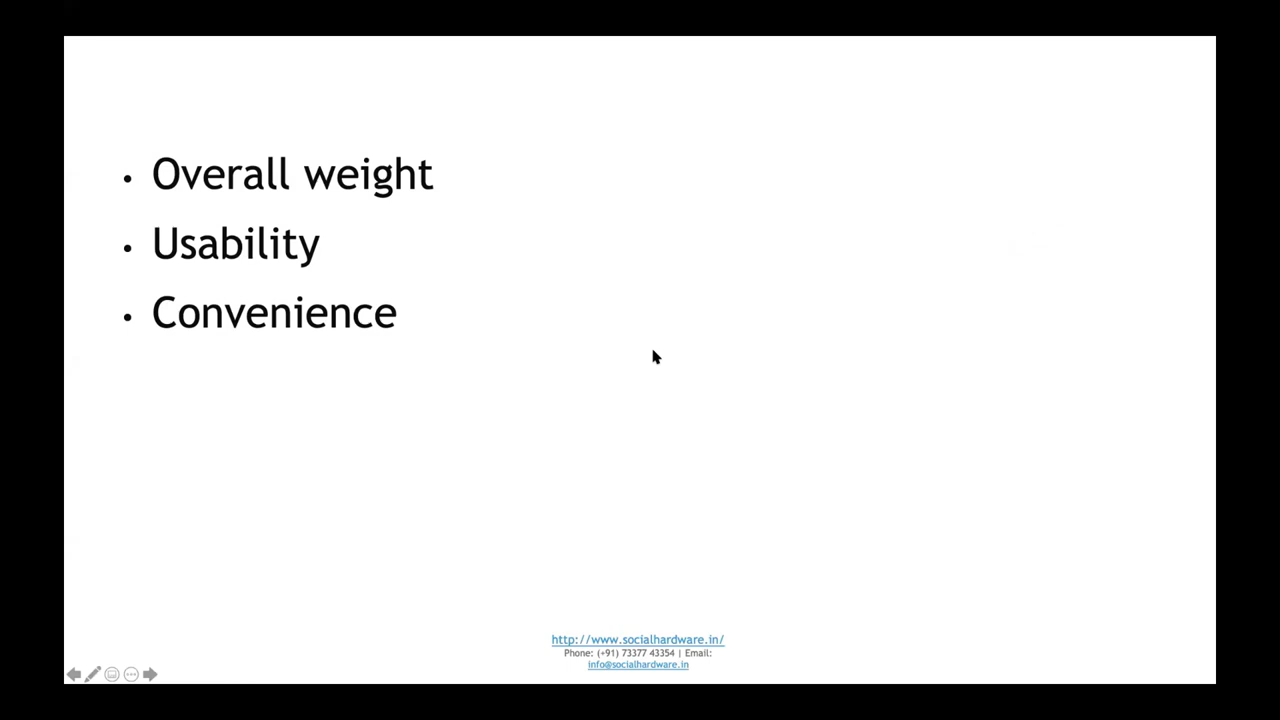 • Overall weight
• Usability
• Convenience
http://www.socialhardware.in/
Phone: (+91) 73377 43354 | Email:
info@socialhardware.in